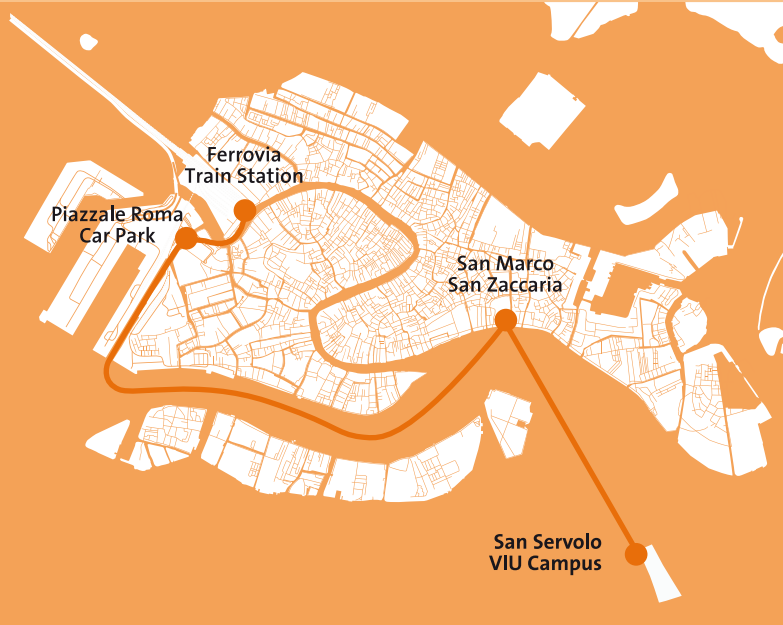 Ferrovia
Train Station
Piazzale Roma
Car Park
San Marco
San Zaccaria
San Servolo
VIU Campus